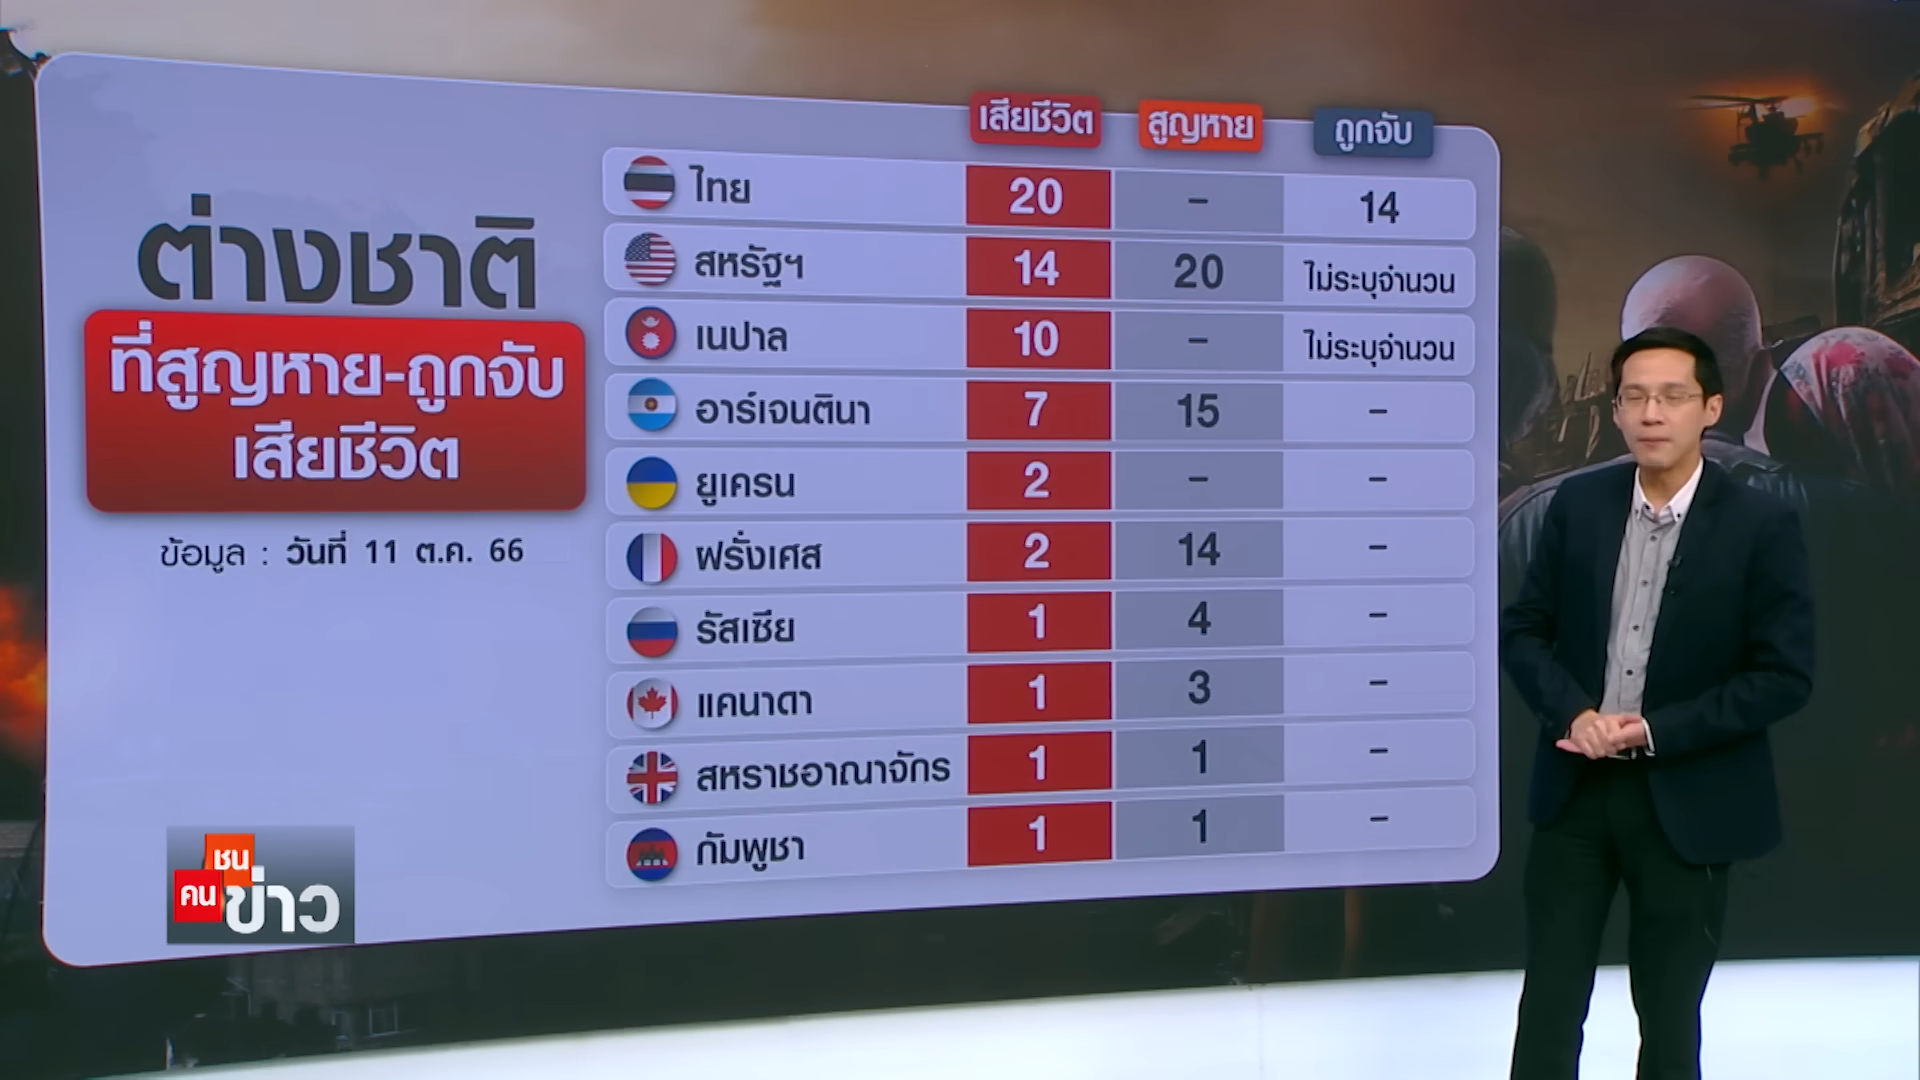 ต่างชาติ
ที่สูญหาย-ถูกจับ
เสียชีวิต
ข้อมูล : วันที่ 11 ต.ค. 66
เสียชีวิต สูญหาย ถูกจับ
ไทย 20 - 14
สหรัฐฯ 14 20 ไม่ระบุจำนวน
เนปาล 10 - ไม่ระบุจำนวน
อาร์เจนตินา 7 15 -
ยูเครน 2 - -
ฝรั่งเศส 2 14 -
รัสเซีย 1 4 -
แคนาดา 1 3 -
สหราชอาณาจักร 1 1 -
กัมพูชา 1 1 -
ชน
คน
ข่าว